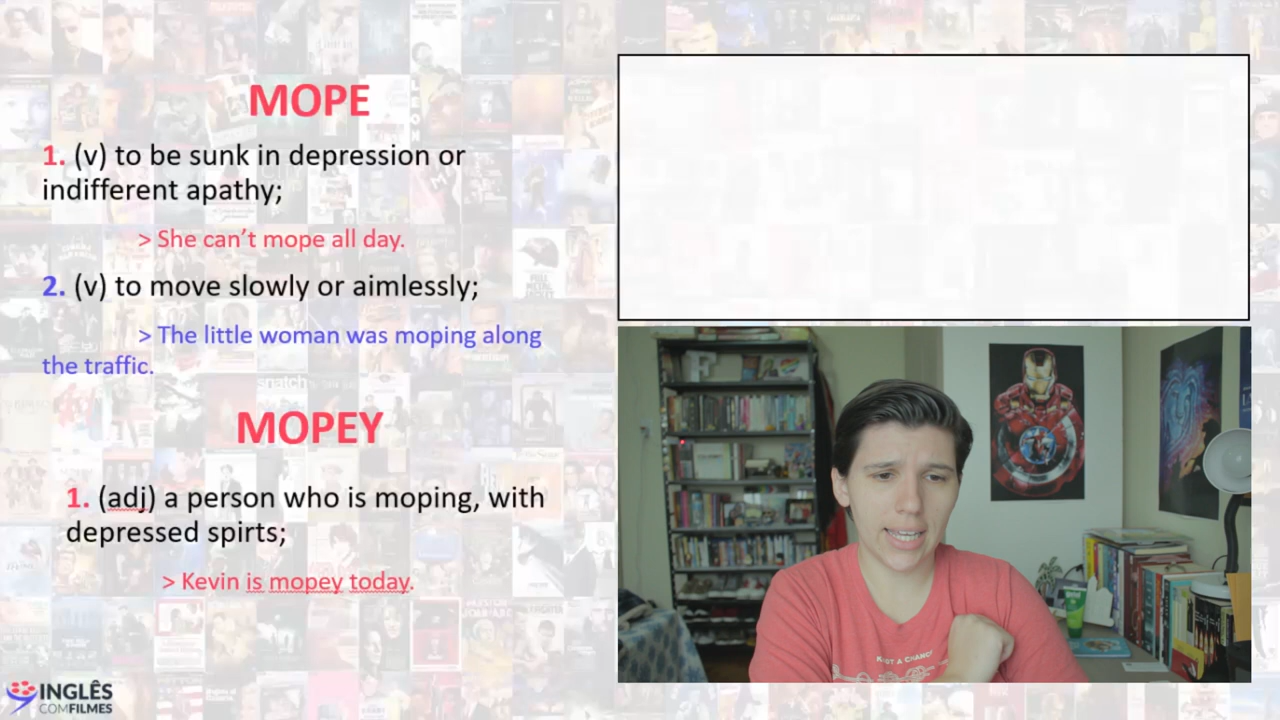 MOPE
1. (v) to be sunk in depression or
indifferent apathy;
> She can't mope all day.
2. (v) to move slowly or aimlessly;
> The little woman was moping along
the traffic.
snatch
MOPEY
1. (adj) a person who is moping, with
depressed spirts;
> Kevin is mopey today.
INGLÊS
COMFILMES